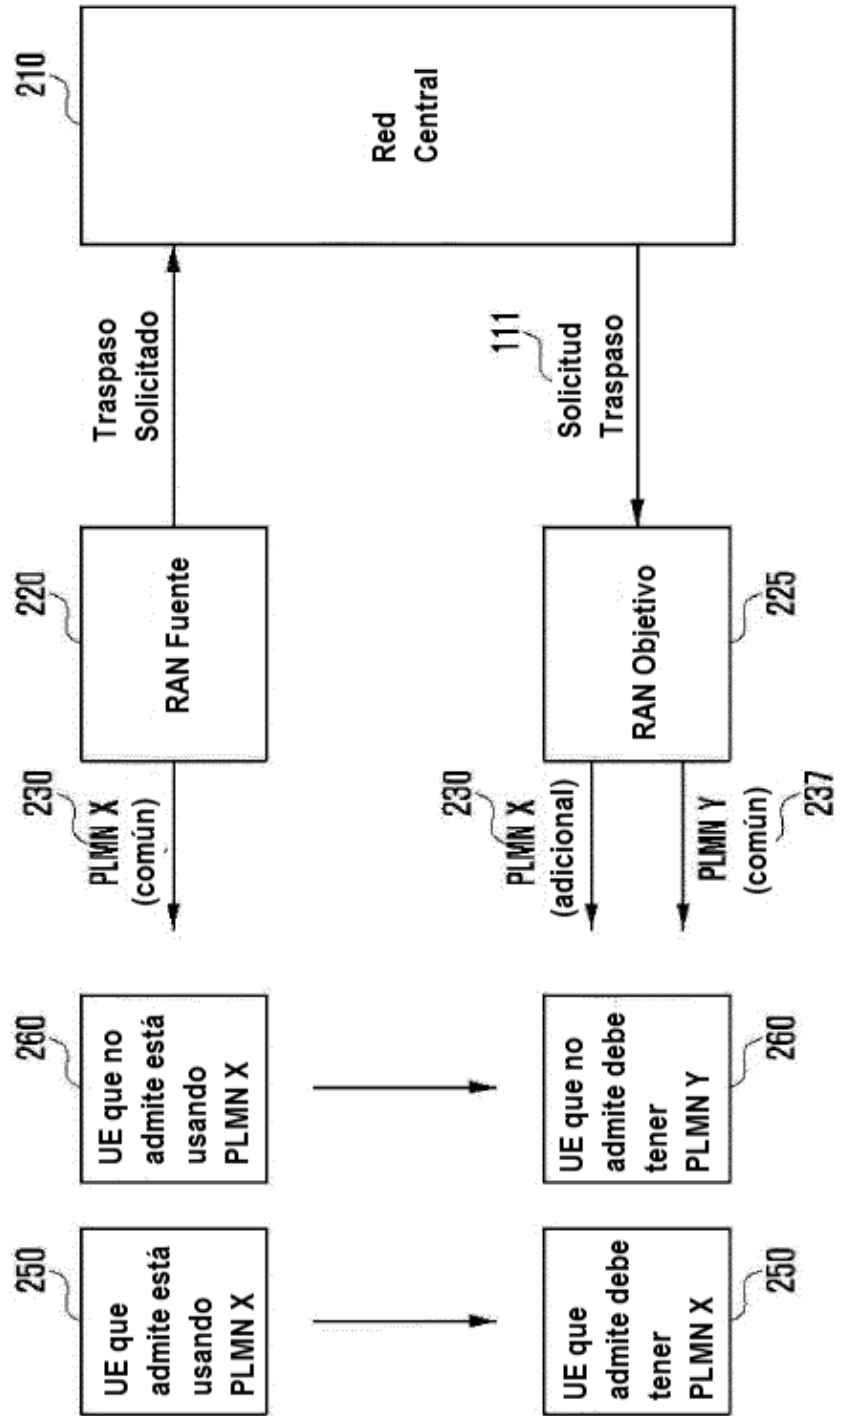 250
UE que
admite está
usando
PLMN X
260
UE que no
admite está
usando
PLMN X
230
PLMN X
(común)
220
RAN Fuente
Traspaso
Solicitado
210
Red
Central
UE que
admite debe
tener
PLMN X
250
UE que no
admite debe
tener
PLMN Y
260
230
PLMN X
(adicional)
PLMN Y
(común)
237
RAN Objetivo
225
111
Solicitud
Traspaso